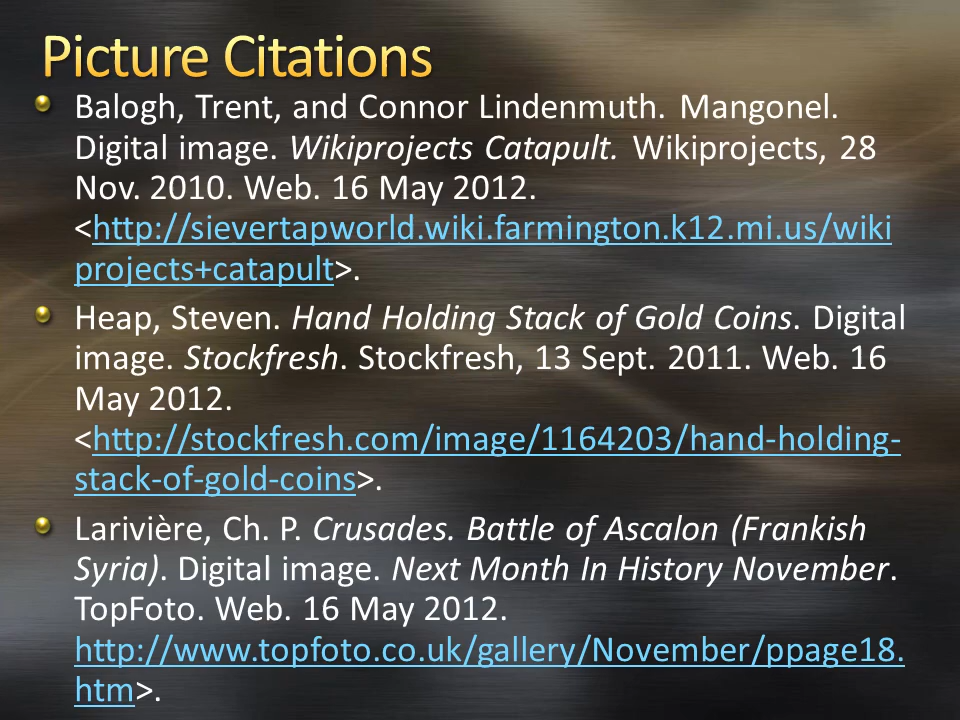 Picture Citations
Balogh, Trent, and Connor Lindenmuth. Mangonel.
Digital image. Wikiprojects Catapult. Wikiprojects, 28
Nov. 2010. Web. 16 May 2012.
<http://sievertapworld.wiki.farmington.k12.mi.us/wiki
projects+catapult>.
Heap, Steven. Hand Holding Stack of Gold Coins. Digital
image. Stockfresh. Stockfresh, 13 Sept. 2011. Web. 16
May 2012.
<http://stockfresh.com/image/1164203/hand-holding-
stack-of-gold-coins>.
Larivière, Ch. P. Crusades. Battle of Ascalon (Frankish
Syria). Digital image. Next Month In History November.
TopFoto. Web. 16 May 2012.
http://www.topfoto.co.uk/gallery/November/ppage18.
htm>.